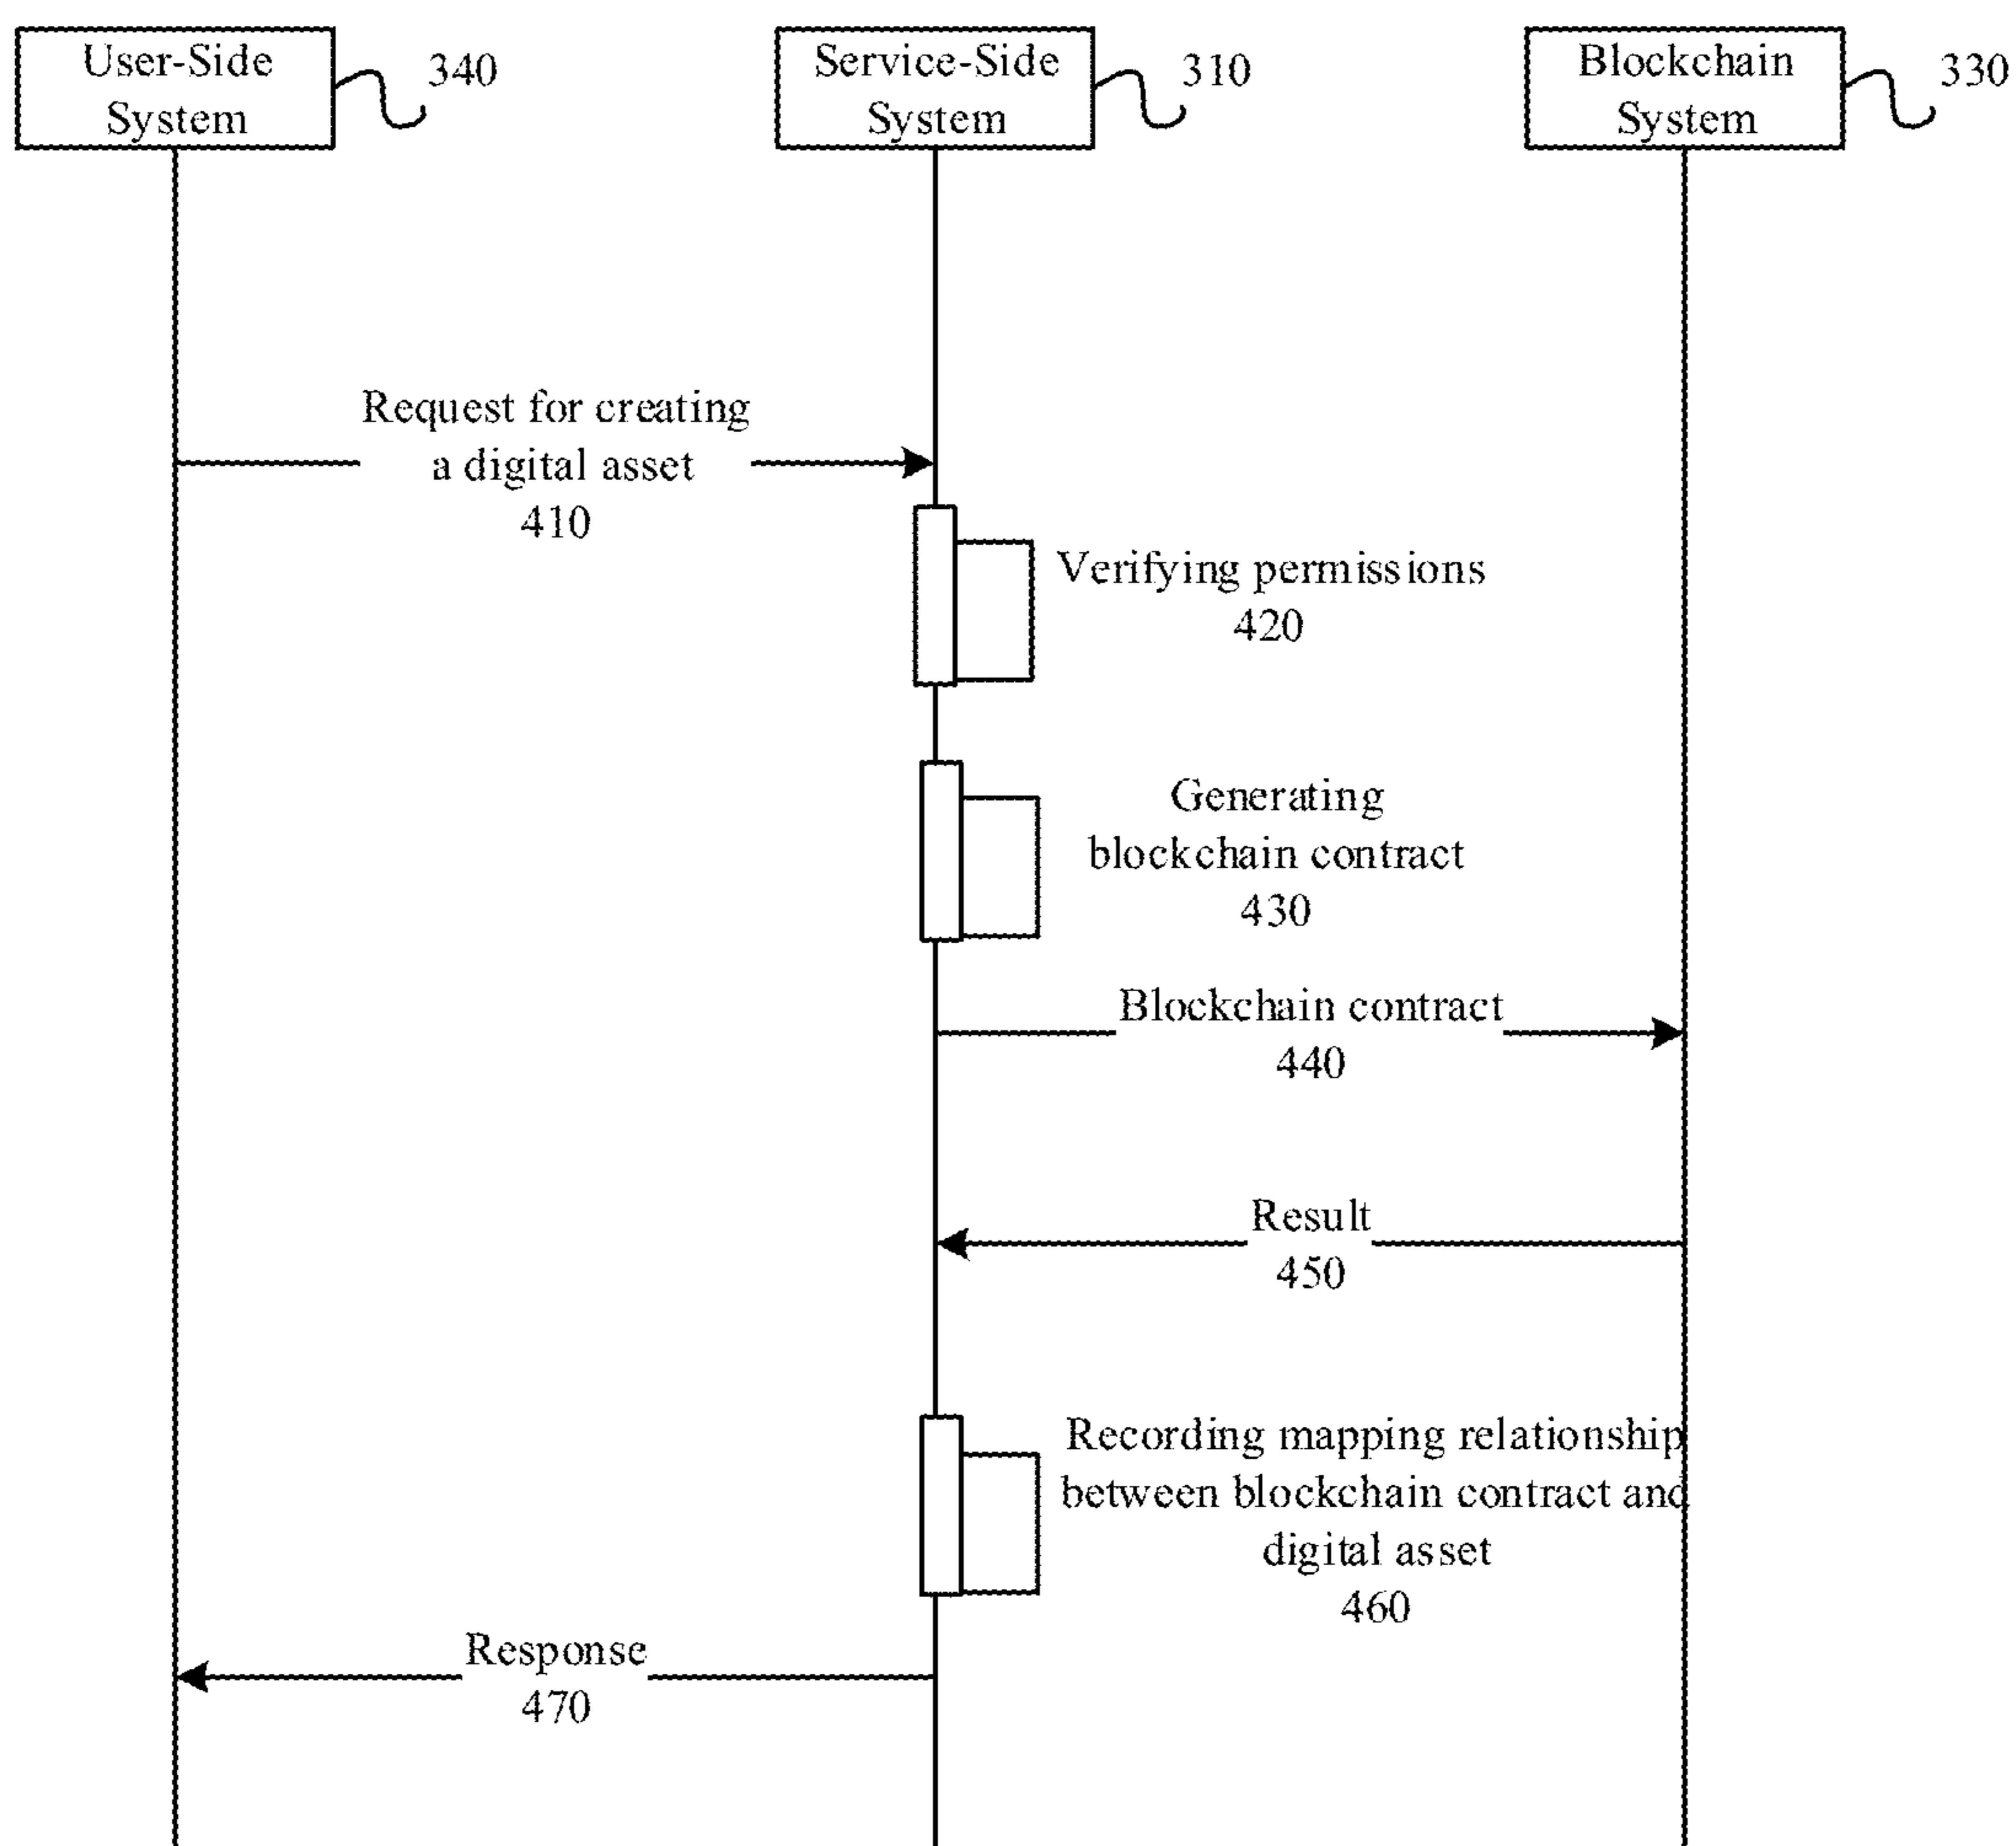 User-Side
System
340
Service-Side
System
310
Blockchain
System
330
Request for creating
a digital asset
410
Verifying permissions
420
Generating
blockchain contract
430
Blockchain contract
440
Result
450
Recording mapping relationship
between blockchain contract and
digital asset
460
Response
470